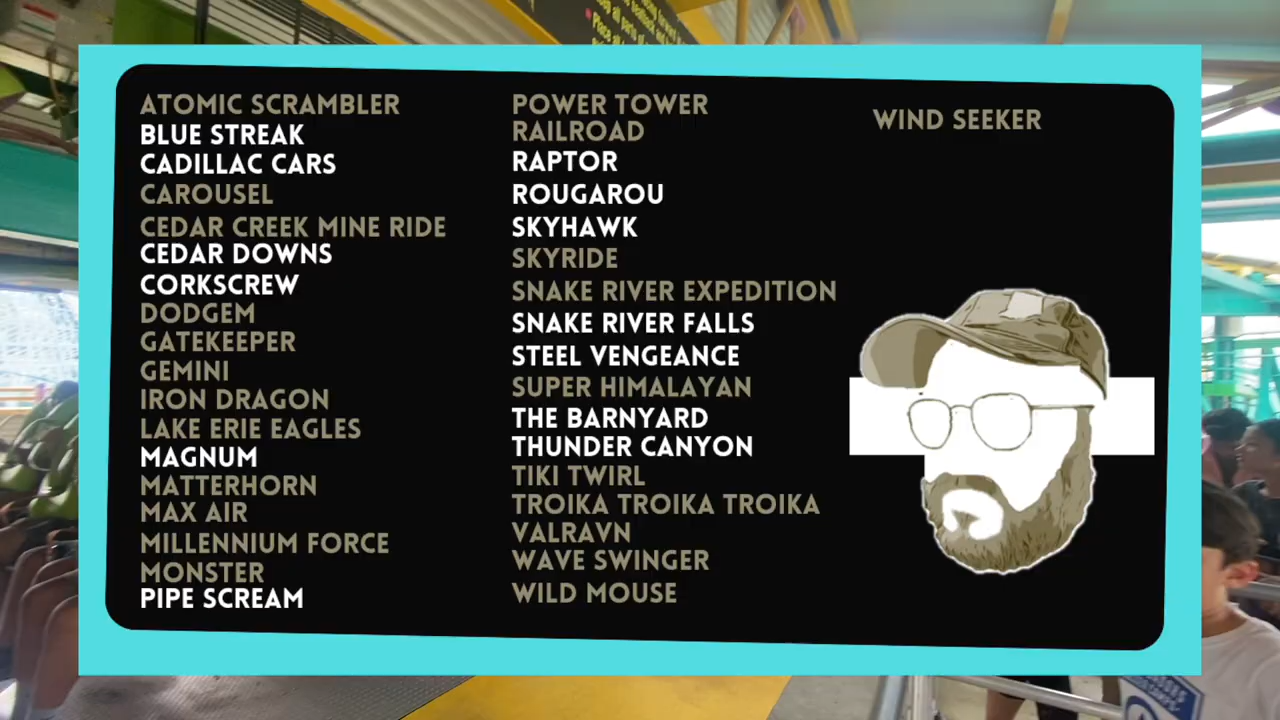 ATOMIC SCRAMBLER
BLUE STREAK
CADILLAC CARS
CAROUSEL
CEDAR CREEK MINE RIDE
CEDAR DOWNS
CORKSCREW
DODGEM
GATEKEEPER
GEMINI
IRON DRAGON
LAKE ERIE EAGLES
MAGNUM
MATTERHORN
MAX AIR
MILLENNIUM FORCE
MONSTER
PIPE SCREAM
POWER TOWER
RAILROAD
RAPTOR
ROUGAROU
SKYHAWK
SKYRIDE
SNAKE RIVER EXPEDITION
SNAKE RIVER FALLS
STEEL VENGEANCE
SUPER HIMALAYAN
THE BARNYARD
THUNDER CANYON
TIKI TWIRL
TROIKA TROIKA TROIKA
VALRAVN
WAVE SWINGER
WILD MOUSE
WIND SEEKER